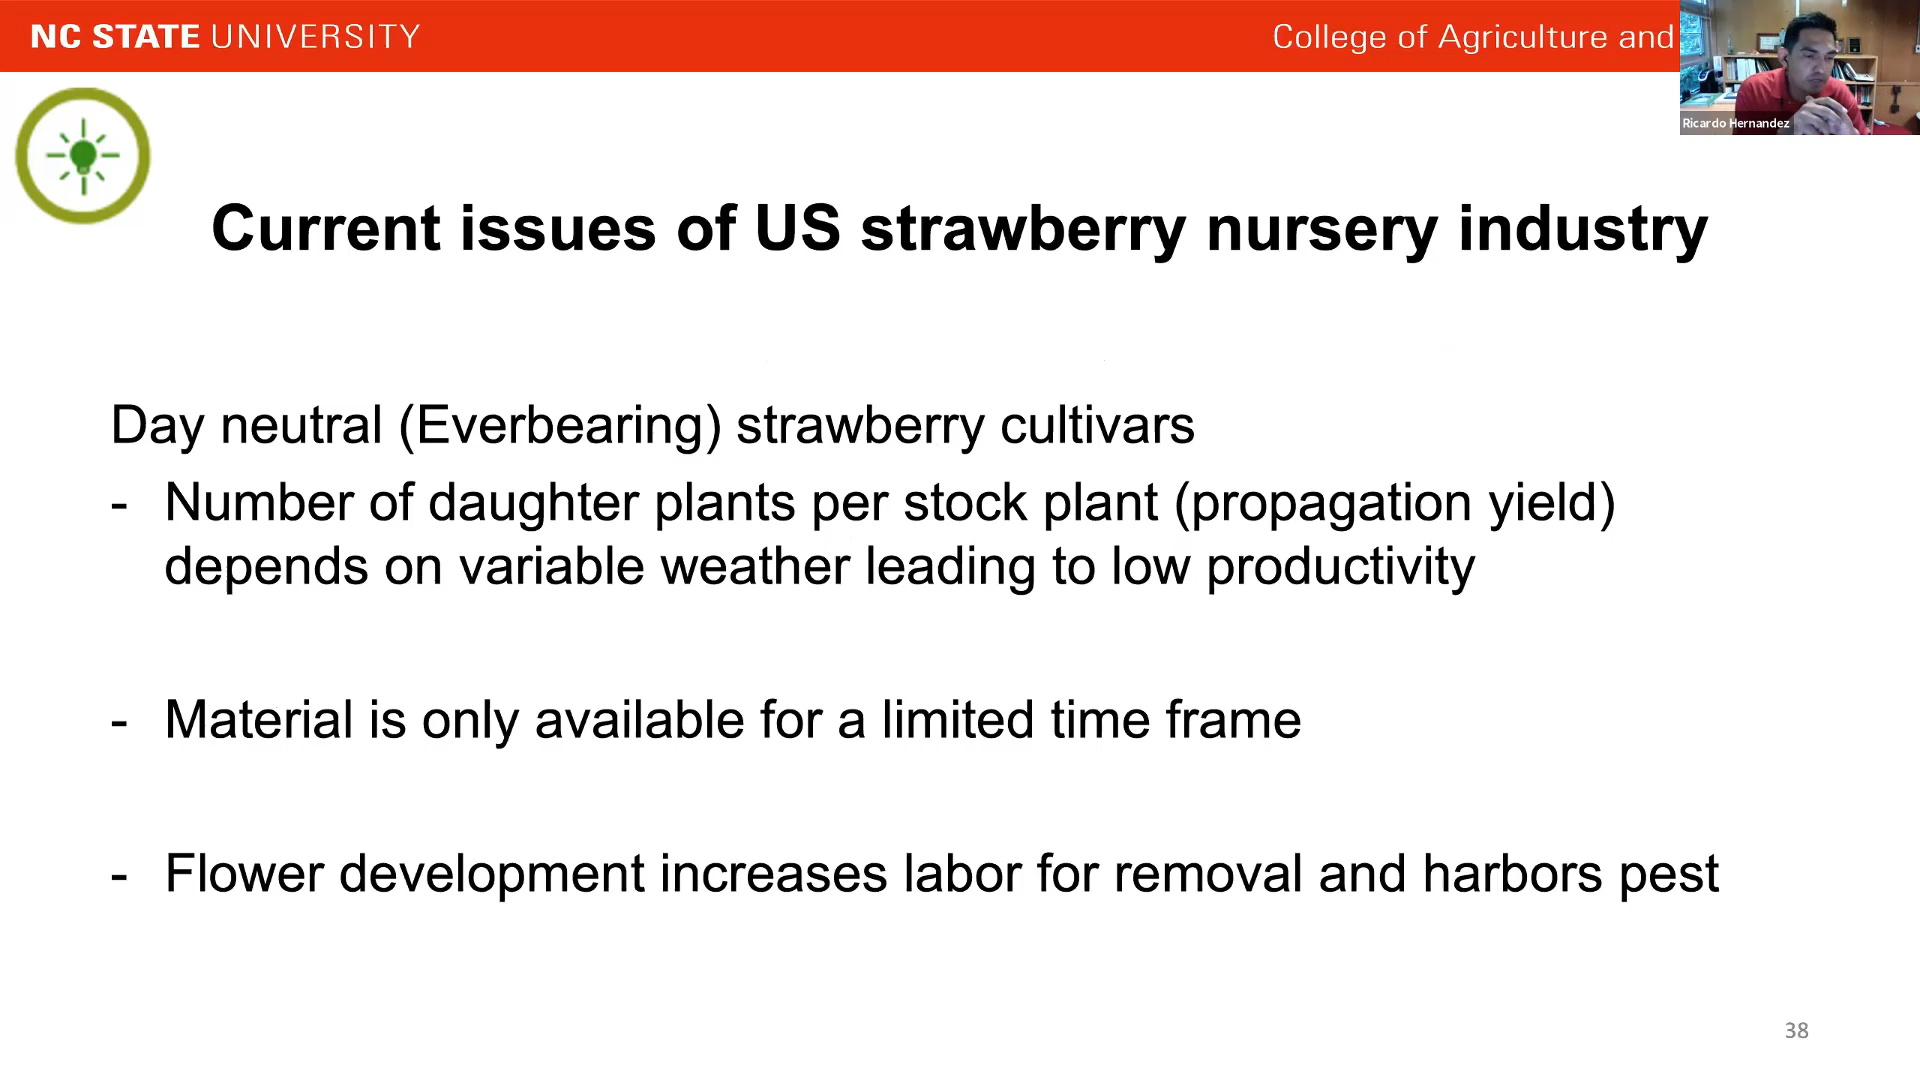 NC STATE UNIVERSITY
College of Agriculture and
Ricardo Hernandez
Current issues of US strawberry nursery industry
Day neutral (Everbearing) strawberry cultivars
- Number of daughter plants per stock plant (propagation yield)
depends on variable weather leading to low productivity
- Material is only available for a limited time frame
- Flower development increases labor for removal and harbors pest
38